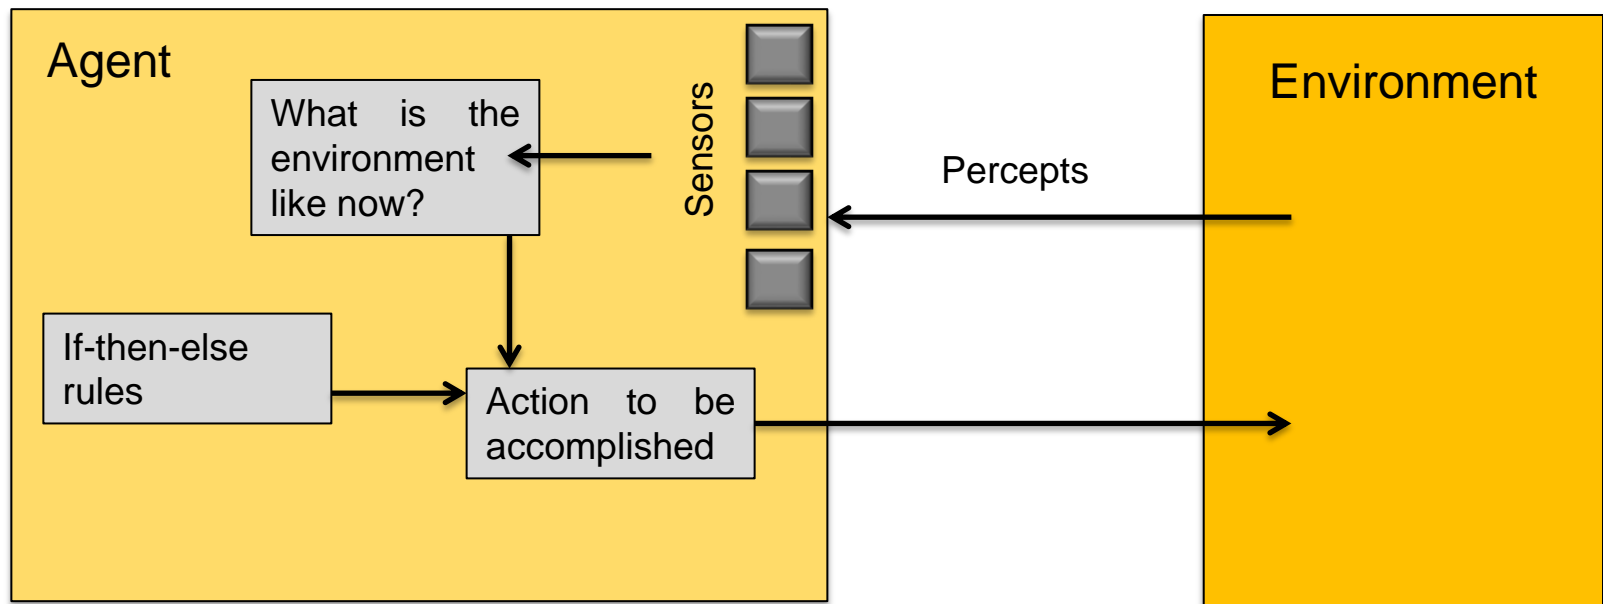 Agent
What is the
environment
like now?
Sensors
Percepts
Environment
If-then-else
rules
Action to be
accomplished